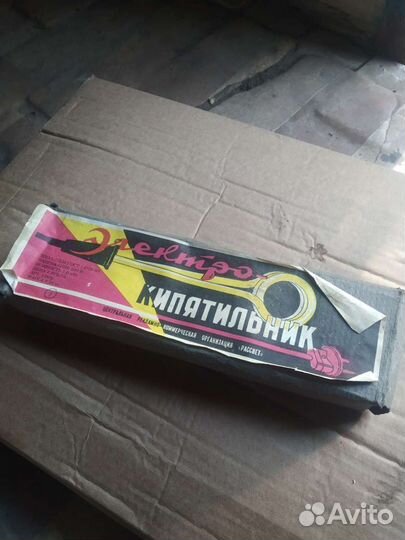 Электро
КИПЯТИЛЬНИК
ЦЕНТРАЛЬНАЯ РЕКЛАМНО-КОММЕРЧЕСКАЯ ОРГАНИЗАЦИЯ «РАССВЕТ»
Avito